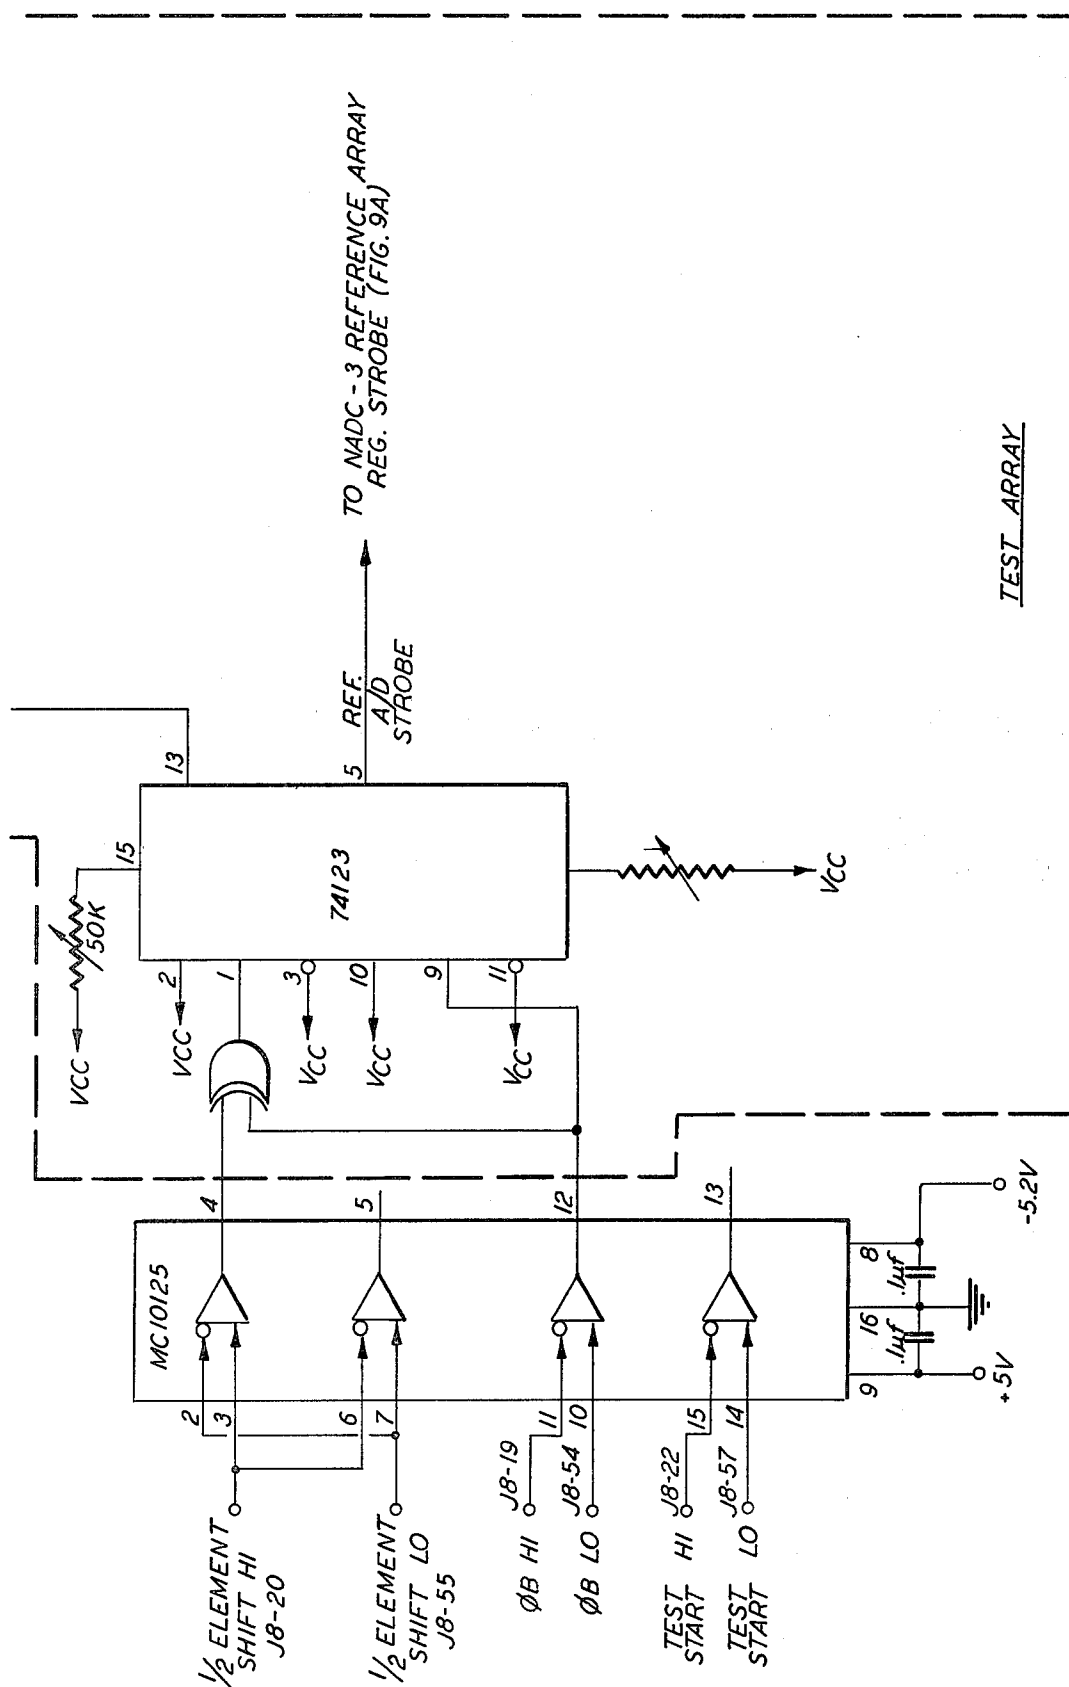 1/2 ELEMENT
SHIFT HI
J8-20
1/2 ELEMENT
SHIFT LO
J8-55
ØB HI
J8-19
ØB LO
J8-54
TEST
START HI
J8-22
TEST
START LO
J8-57
MC10125
2
3
6
7
11
10
15
14
4
5
12
13
9
16
8
.1µf
.1µf
+5V
-5.2V
VCC
50K
15
VCC
2
1
VCC
3
VCC
10
9
VCC
11
74123
13
5
VCC
REF.
A/D
STROBE
TO NADC-3 REFERENCE ARRAY
REG. STROBE (FIG. 9A)
TEST ARRAY